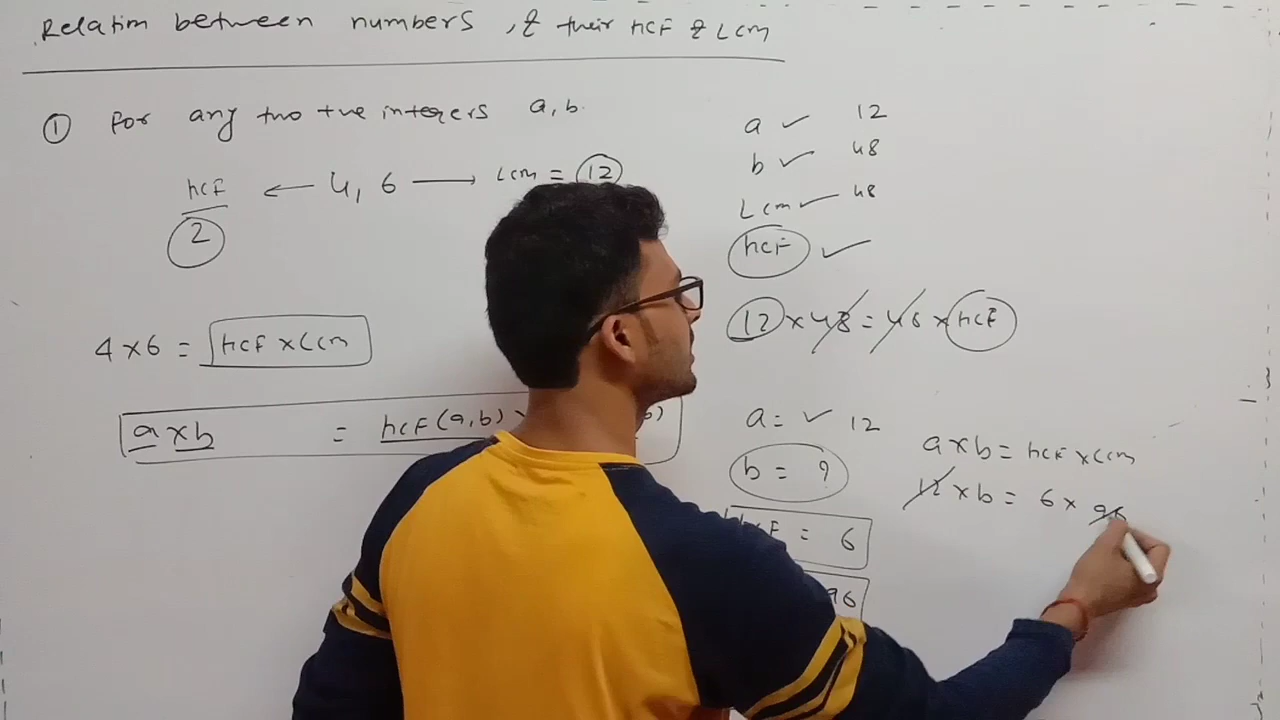 Relation between numbers, & their HCF & LCM
① For any two +ve integers a, b.
HCF ← 4, 6 → LCM = 12
2
4 x 6 = HCF x LCM
a x b = HCF (a,b)
a ✓ 12
b ✓ 48
LCM ✓ 48
HCF ✓
12 x 48 = 48 x HCF
a = ✓ 12
b = ?
HCF = 6
96
a x b = HCF x LCM
12 x b = 6 x 96